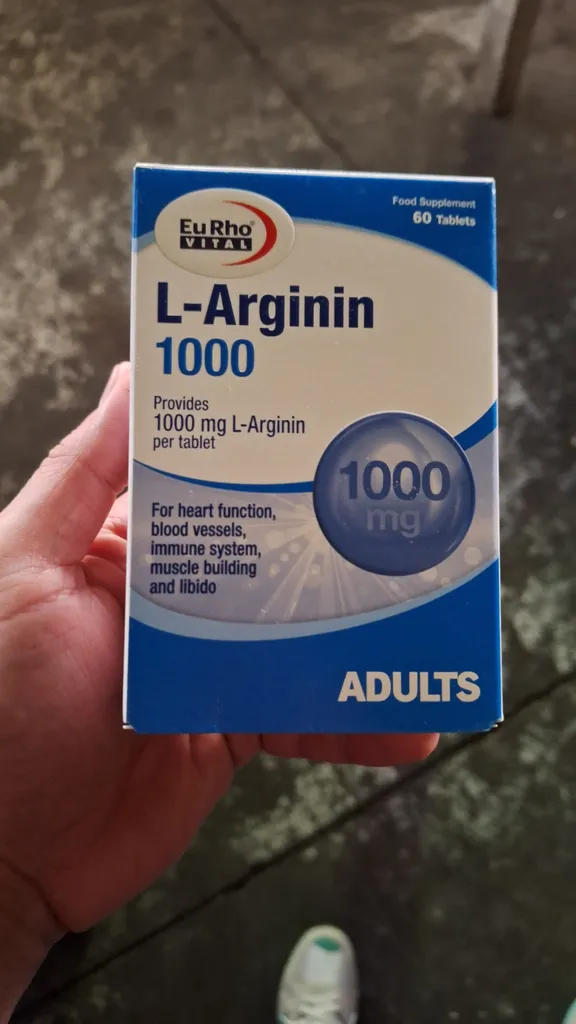 EuRho®
VITAL
Food Supplement
60 Tablets
L-Arginin
1000
Provides
1000 mg L-Arginin
per tablet
1000
mg
For heart function,
blood vessels,
immune system,
muscle building
and libido
ADULTS